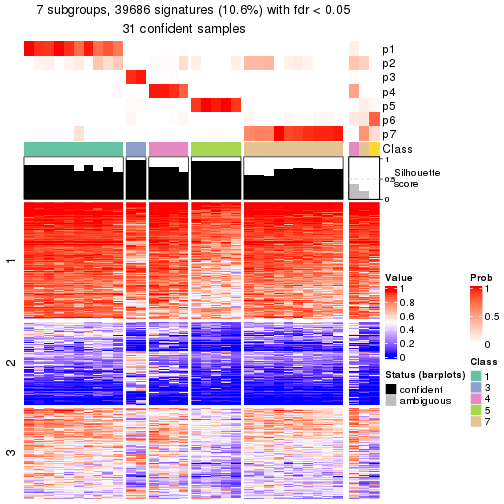 7 subgroups, 39686 signatures (10.6%) with fdr < 0.05
31 confident samples
p1
p2
p3
p4
p5
p6
p7
Class
1
0.5
0
Silhouette
score
1
2
3
Value
1
0.8
0.6
0.4
0.2
0
Prob
1
0.5
0
Status (barplots)
confident
ambiguous
Class
1
3
4
5
7